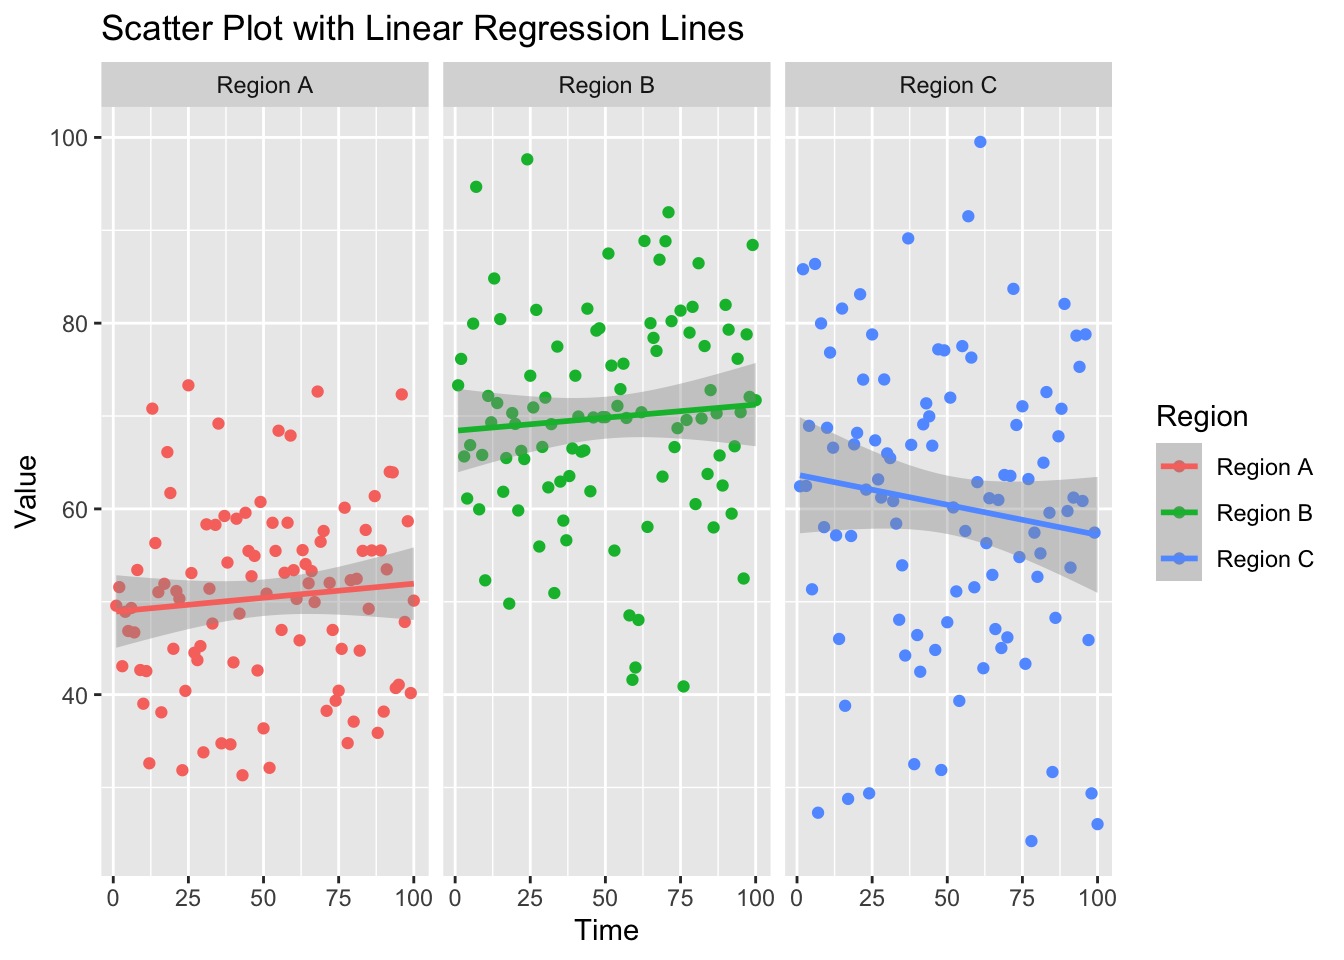 Scatter Plot with Linear Regression Lines
Region A
Region B
Region C
100
80
60
40
Value
0 25 50 75 100
0 25 50 75 100
0 25 50 75 100
Time
Region
Region A
Region B
Region C